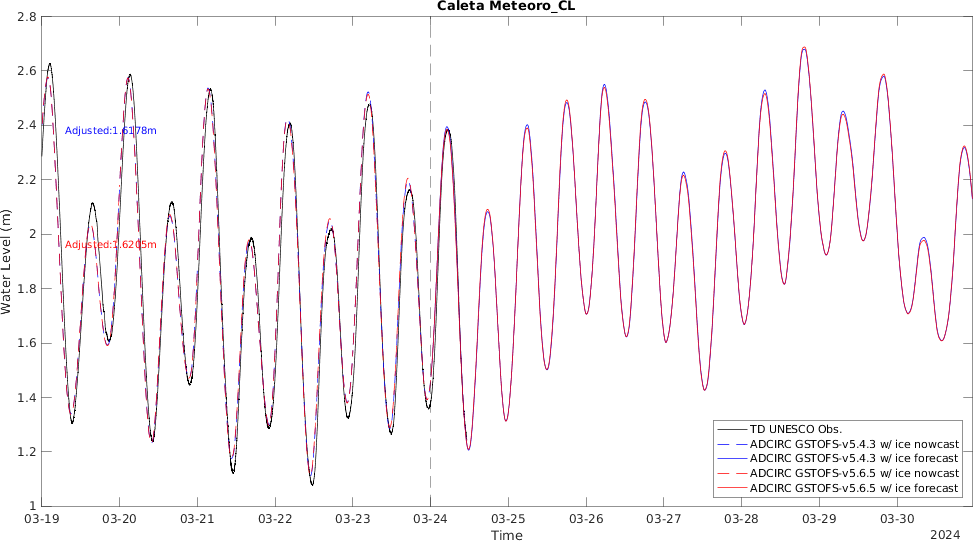 Caleta Meteoro_CL
2.8
2.6
2.4
2.2
2
1.8
1.6
1.4
1.2
1
Water Level (m)
Adjusted:1.6178m
Adjusted:1.6205m
TD UNESCO Obs.
ADCIRC GSTOFS-v5.4.3 w/ ice nowcast
ADCIRC GSTOFS-v5.4.3 w/ ice forecast
ADCIRC GSTOFS-v5.6.5 w/ ice nowcast
ADCIRC GSTOFS-v5.6.5 w/ ice forecast
03-19 03-20 03-21 03-22 03-23 03-24 03-25 03-26 03-27 03-28 03-29 03-30
Time
2024